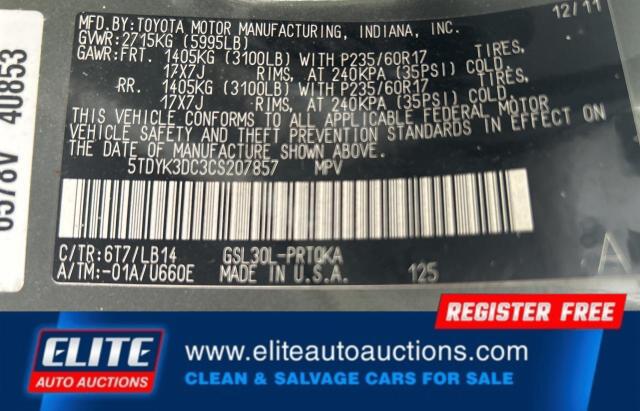 MFD. BY: TOYOTA MOTOR MANUFACTURING, INDIANA, INC. 12/11
GVWR: 2715KG (5995LB)
GAWR: FRT. 1405KG (3100LB) WITH P235/60R17 TIRES,
17X7J RIMS, AT 240KPA (35PSI) COLD.
RR. 1405KG (3100LB) WITH P235/60R17 TIRES,
17X7J RIMS, AT 240KPA (35PSI) COLD.
THIS VEHICLE CONFORMS TO ALL APPLICABLE FEDERAL MOTOR
VEHICLE SAFETY AND THEFT PREVENTION STANDARDS IN EFFECT ON
THE DATE OF MANUFACTURE SHOWN ABOVE.
5TDYK3DC3CS207857 MPV
C/TR: 6T7/LB14 GSL30L-PRTQKA
A/TM: -01A/U660E MADE IN U.S.A. 125 A
0578V 40853
REGISTER FREE
ELITE
AUTO AUCTIONS
www.eliteautoauctions.com
CLEAN & SALVAGE CARS FOR SALE